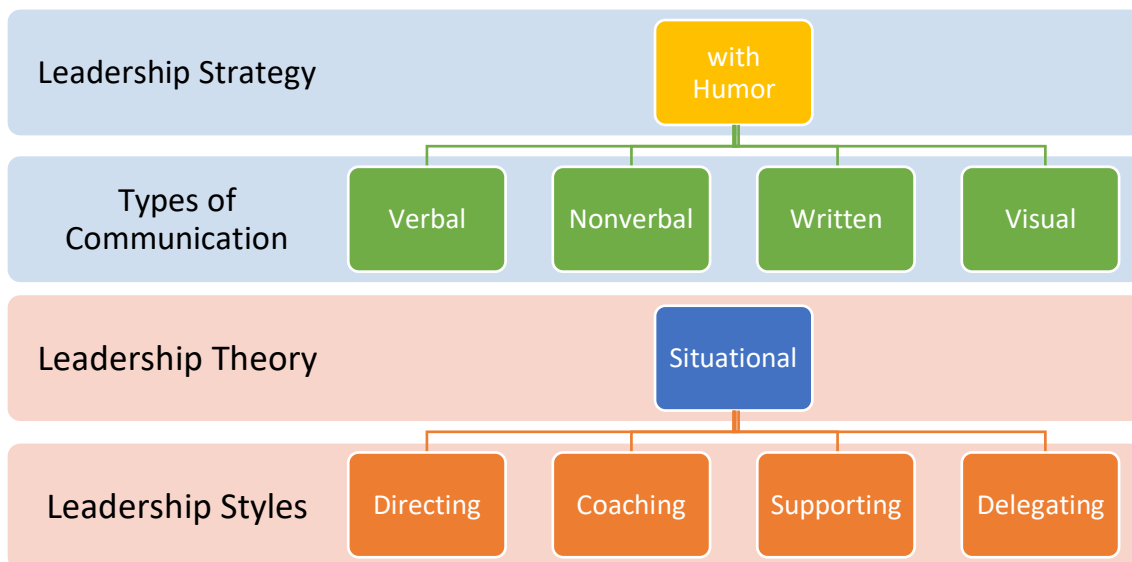 Leadership Strategy
with
Humor
Types of
Communication
Verbal
Nonverbal
Written
Visual
Leadership Theory
Situational
Leadership Styles
Directing
Coaching
Supporting
Delegating